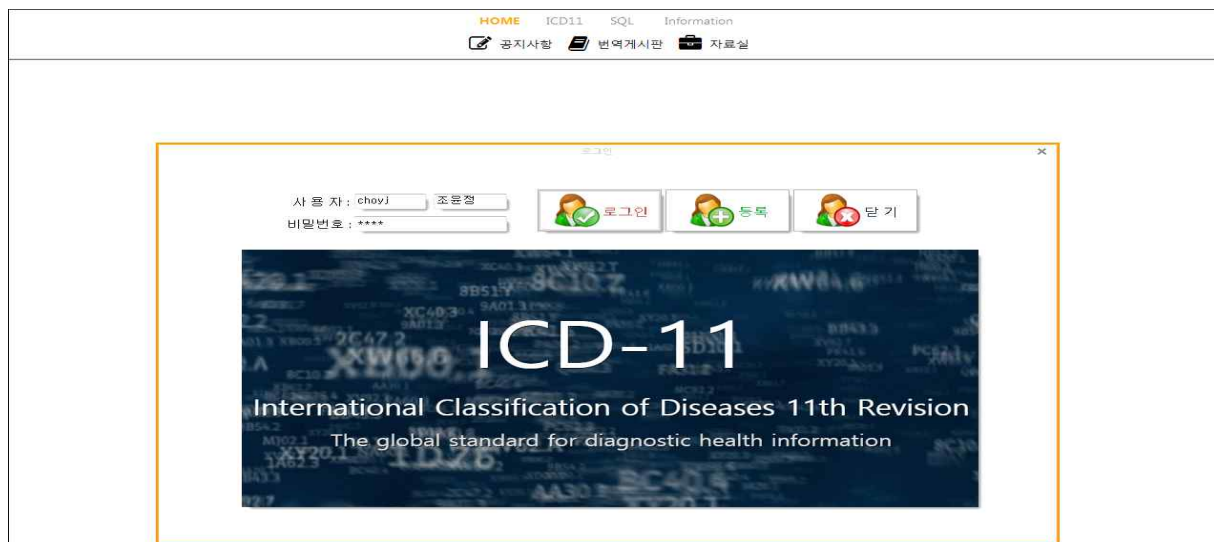 HOME ICD11 SQL Information
공지사항 번역게시판 자료실
로그인 ×
사 용 자 : choyj 조윤정
비밀번호 : ****
로그인 등록 닫 기
ICD-11
International Classification of Diseases 11th Revision
The global standard for diagnostic health information